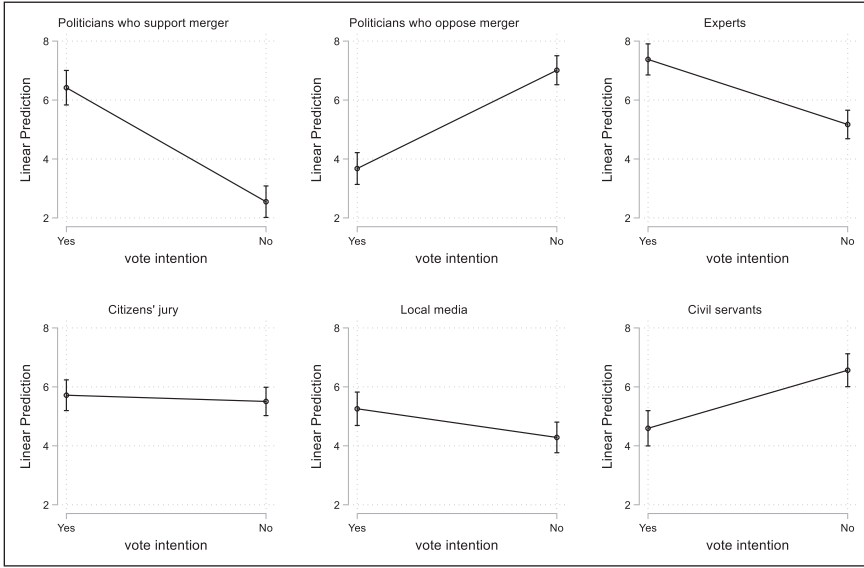 Politicians who support merger
Politicians who oppose merger
Experts
8
6
4
2
Linear Prediction
Yes
No
vote intention
8
6
4
2
Linear Prediction
Yes
No
vote intention
8
6
4
2
Linear Prediction
Yes
No
vote intention
Citizens' jury
Local media
Civil servants
8
6
4
2
Linear Prediction
Yes
No
vote intention
8
6
4
2
Linear Prediction
Yes
No
vote intention
8
6
4
2
Linear Prediction
Yes
No
vote intention